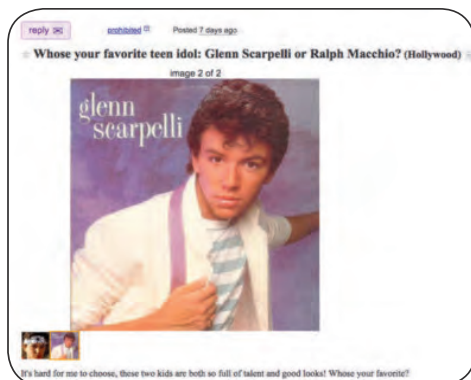 reply prohibited Posted 7 days ago
Whose your favorite teen idol: Glenn Scarpelli or Ralph Macchio? (Hollywood)
image 2 of 2
glenn
scarpelli
It's hard for me to choose, these two kids are both so full of talent and good looks! Whose your favorite?